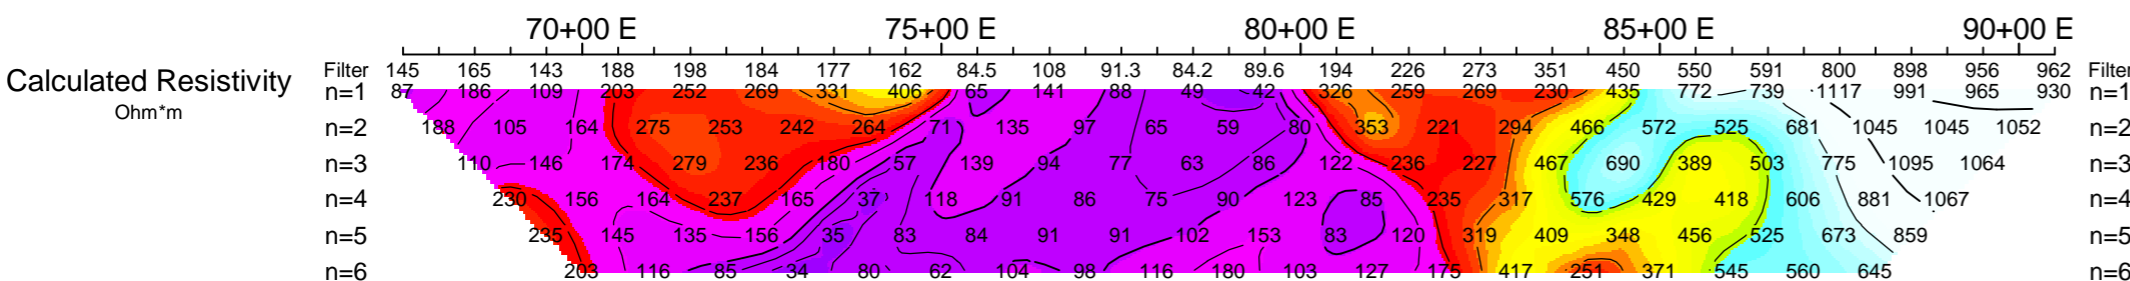 70+00 E 75+00 E 80+00 E 85+00 E 90+00 E
Calculated Resistivity
Ohm*m
Filter 145 165 143 188 198 184 177 162 84.5 108 91.3 84.2 89.6 194 226 273 351 450 550 591 800 898 956 962 Filter
n=1 87 186 109 203 252 269 331 406 65 141 88 49 42 326 259 269 230 435 772 739 1117 991 965 930 n=1
n=2 188 105 164 275 253 242 264 71 135 97 65 59 80 353 221 294 466 572 525 681 1045 1045 1052 n=2
n=3 110 146 174 279 236 180 57 139 94 77 63 86 122 236 227 467 690 389 503 775 1095 1064 n=3
n=4 230 156 164 237 165 37 118 91 86 75 90 123 85 235 317 576 429 418 606 881 1067 n=4
n=5 235 145 135 156 35 83 84 91 91 102 153 83 120 319 409 348 456 525 673 859 n=5
n=6 203 116 85 34 80 62 104 98 116 180 103 127 175 417 251 371 545 560 645 n=6